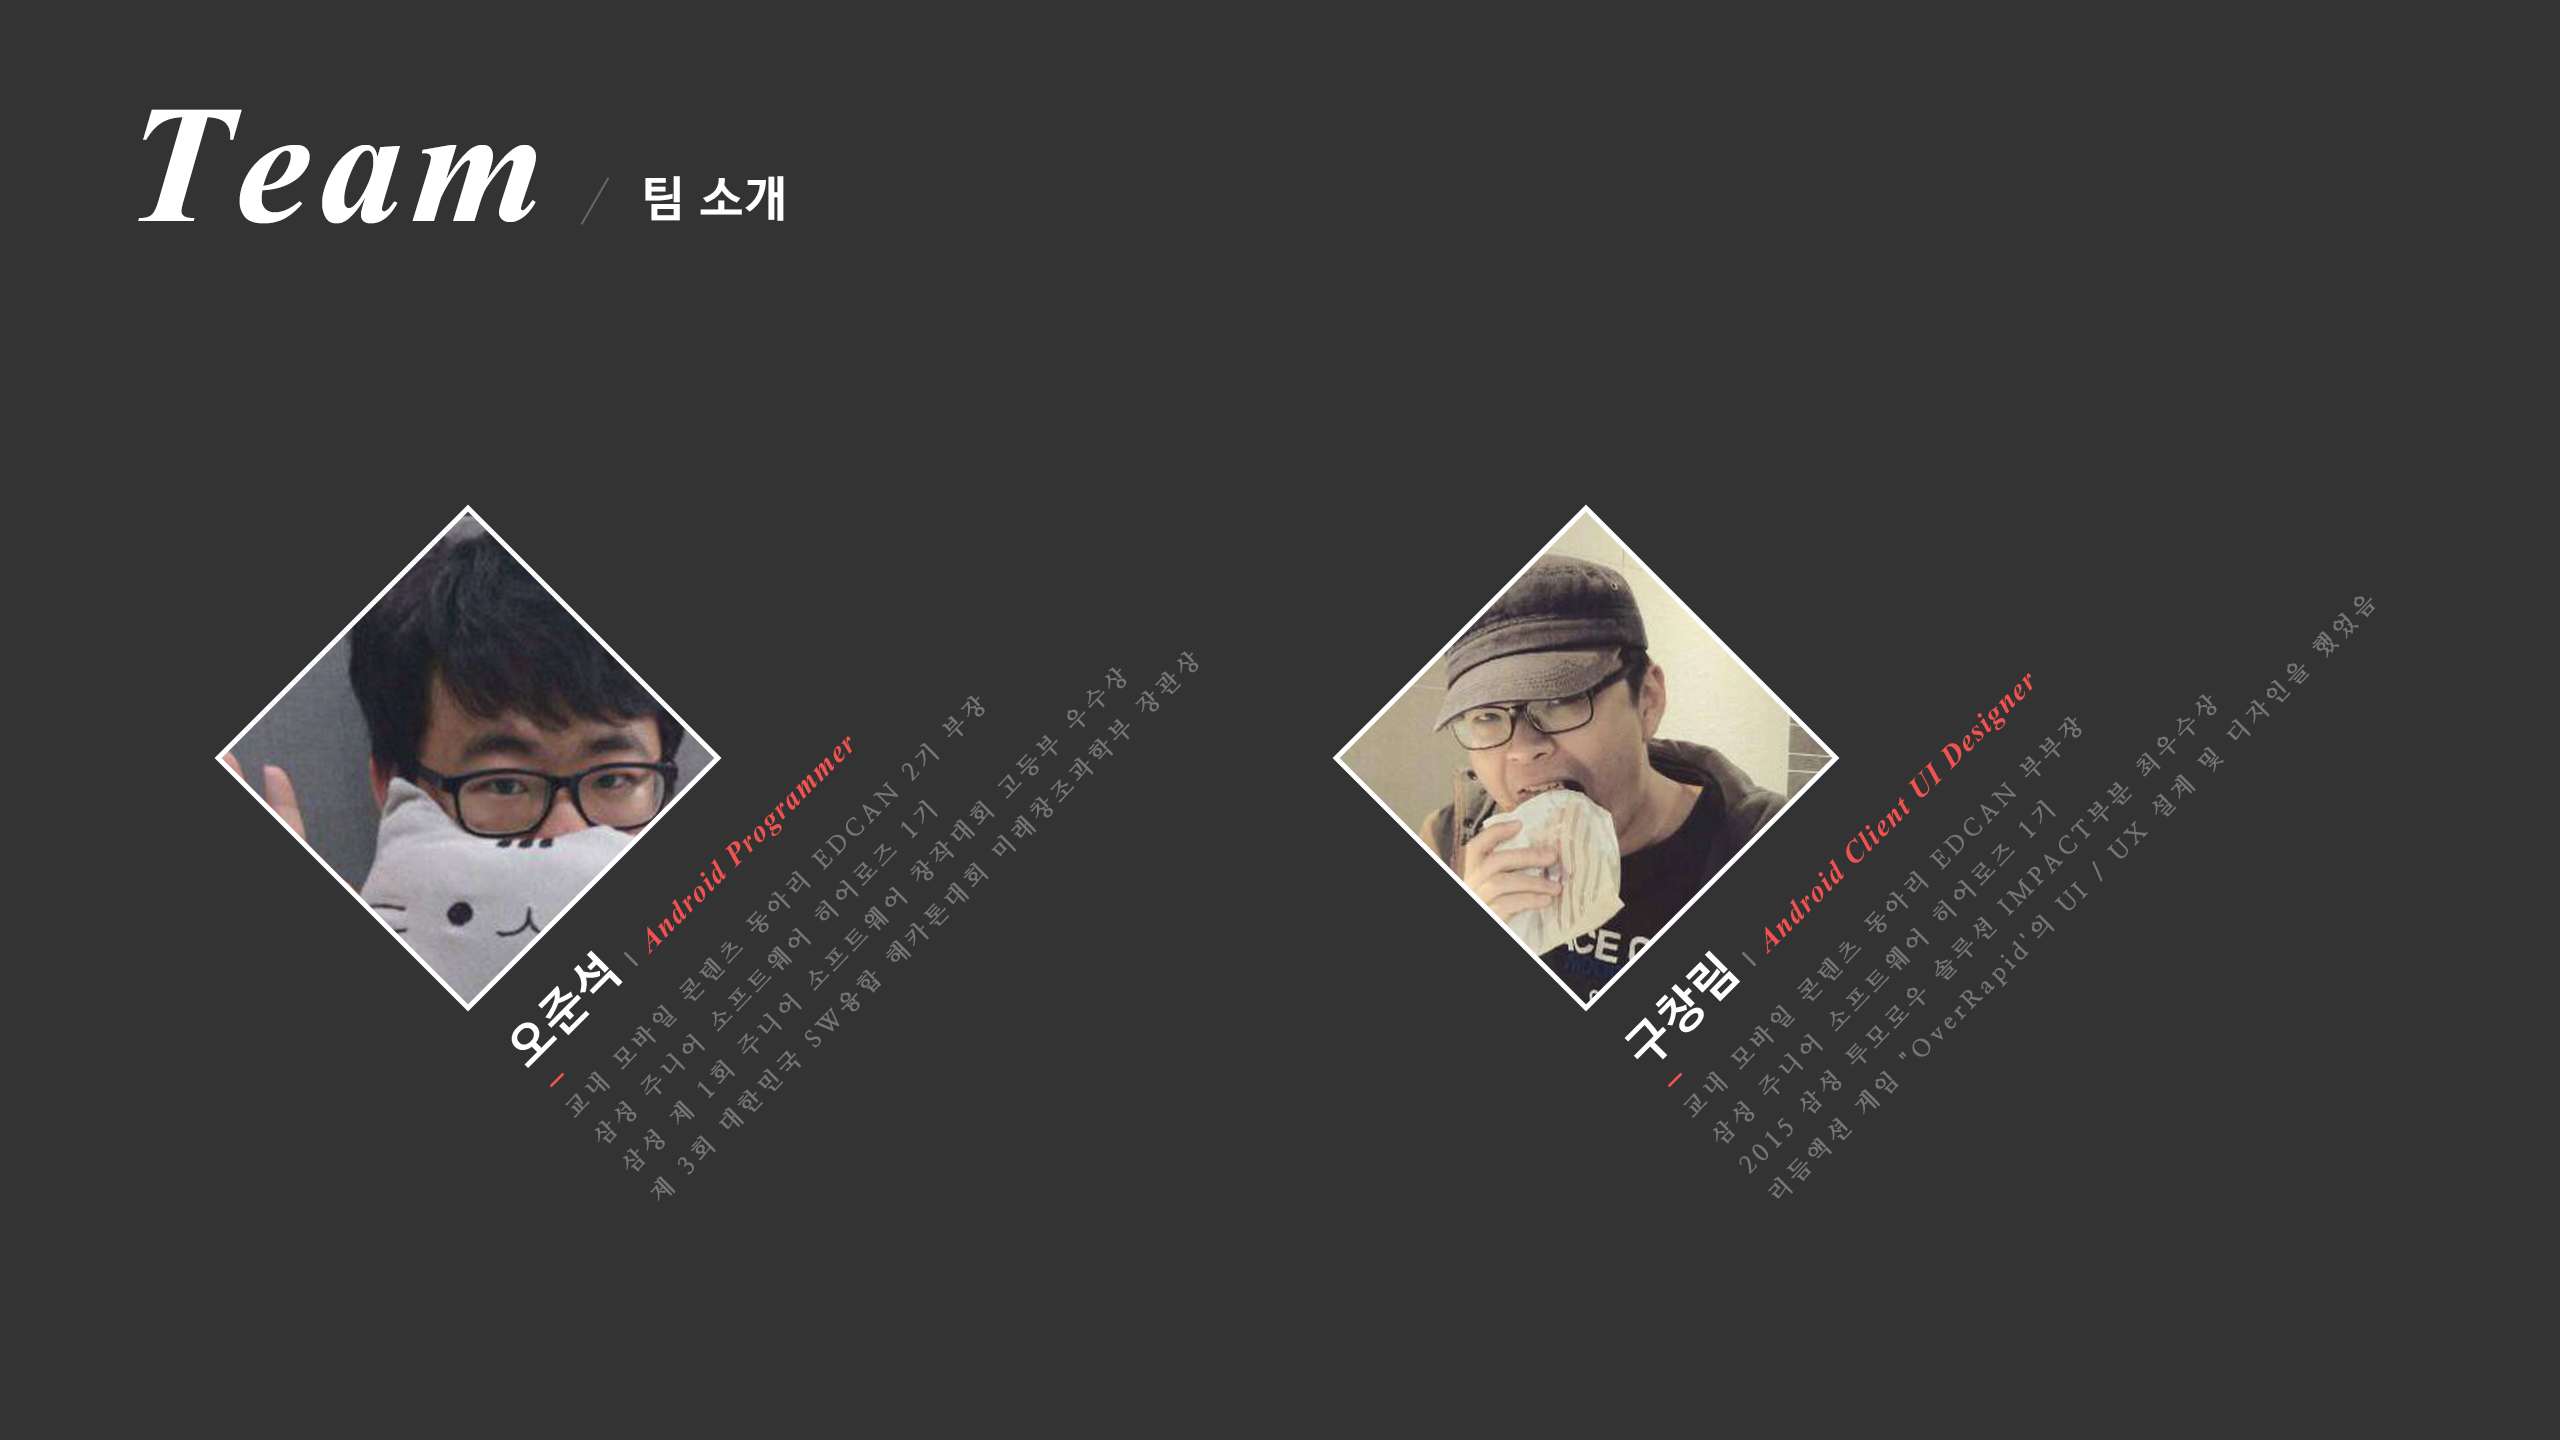 Team / 팀 소개
오준석 | Android Programmer
교내 모바일 콘텐츠 동아리 EDCAN 2기 부장
삼성 주니어 소프트웨어 히어로즈 1기
삼성 제 1회 주니어 소프트웨어 창작대회 고등부 우수상
제 3회 대한민국 SW융합 해카톤대회 미래창조과학부 장관상
구창림 | Android Client UI Designer
교내 모바일 콘텐츠 동아리 EDCAN 부부장
삼성 주니어 소프트웨어 히어로즈 1기
2015 삼성 투모로우 솔루션 IMPACT부분 최우수상
리듬액션 게임 "OverRapid'의 UI / UX 설계 및 디자인을 했었음